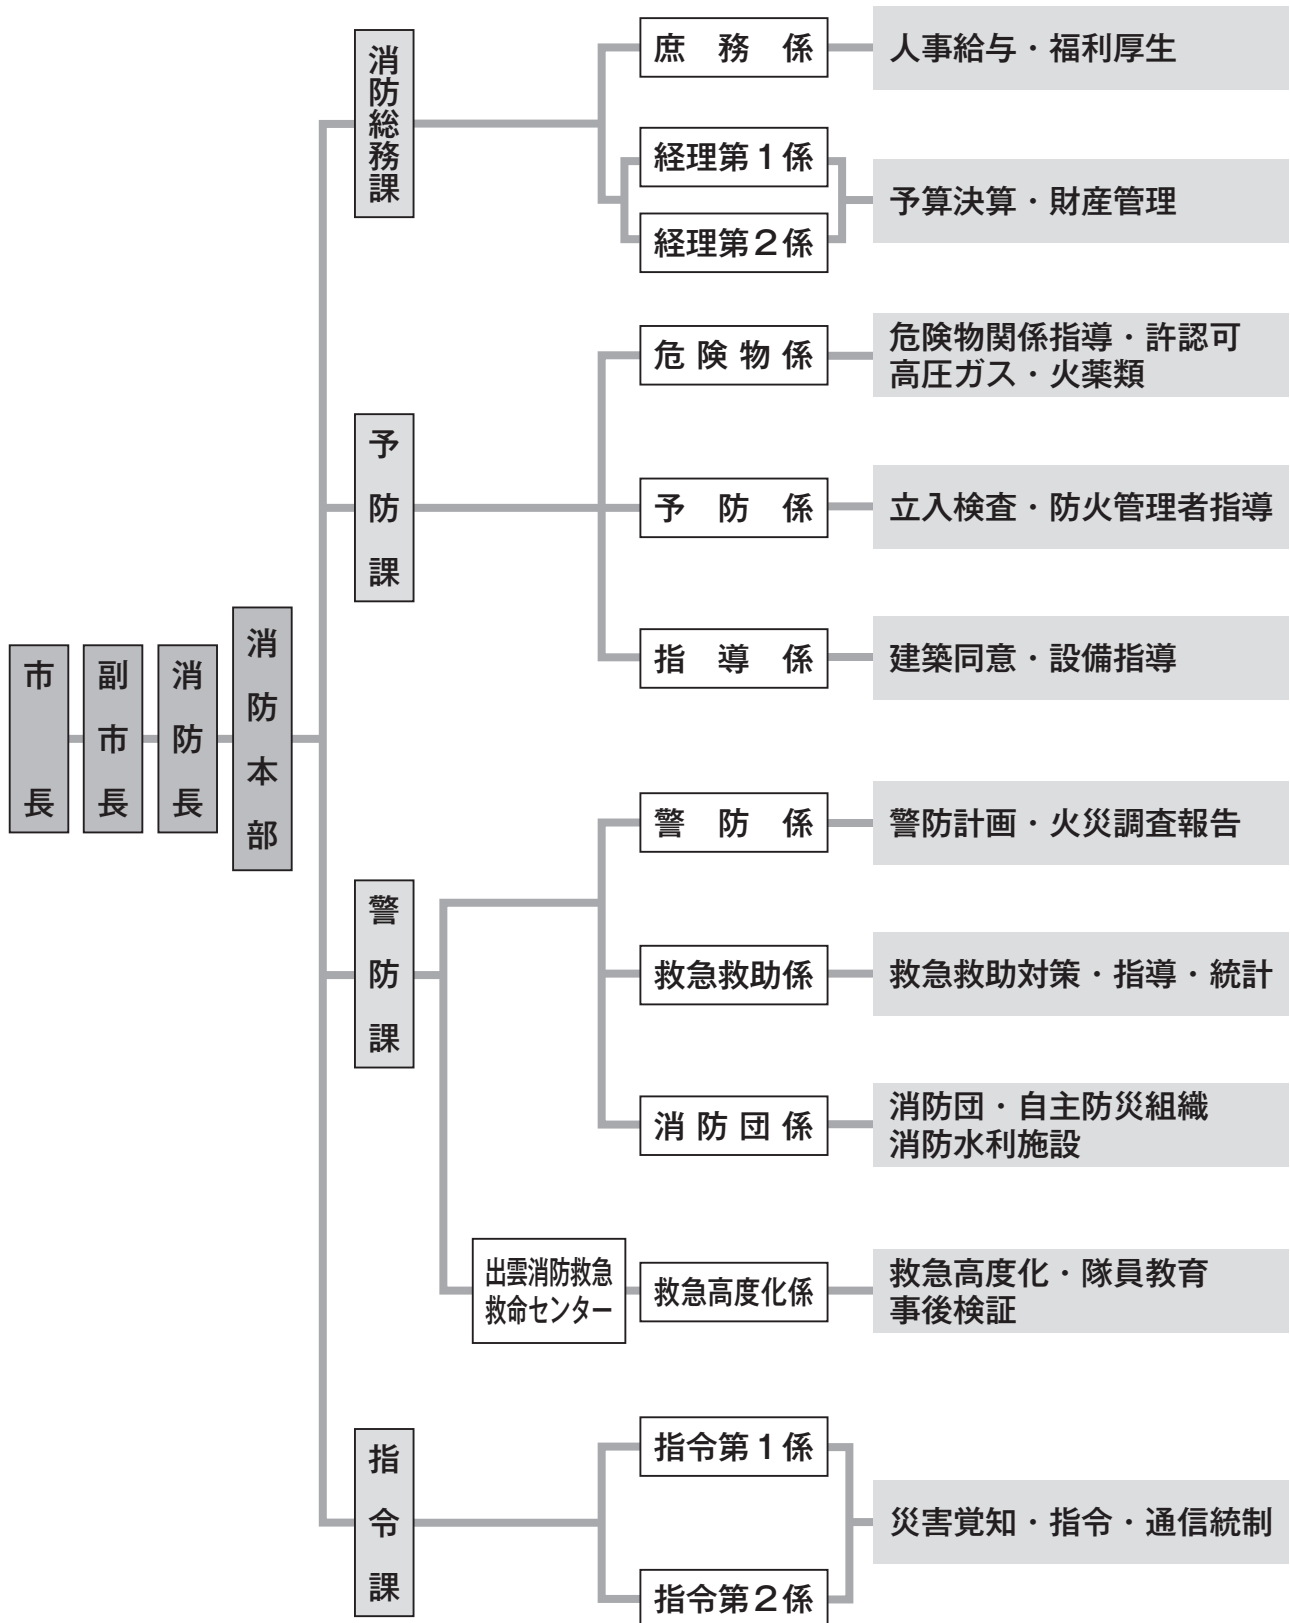 市長
副市長
消防長
消防本部
消防総務課
庶務係
人事給与・福利厚生
経理第1係
経理第2係
予算決算・財産管理
予防課
危険物係
危険物関係指導・許認可
高圧ガス・火薬類
予防係
立入検査・防火管理者指導
指導係
建築同意・設備指導
警防課
警防係
警防計画・火災調査報告
救急救助係
救急救助対策・指導・統計
消防団係
消防団・自主防災組織
消防水利施設
出雲消防救急
救命センター
救急高度化係
救急高度化・隊員教育
事後検証
指令課
指令第1係
指令第2係
災害覚知・指令・通信統制